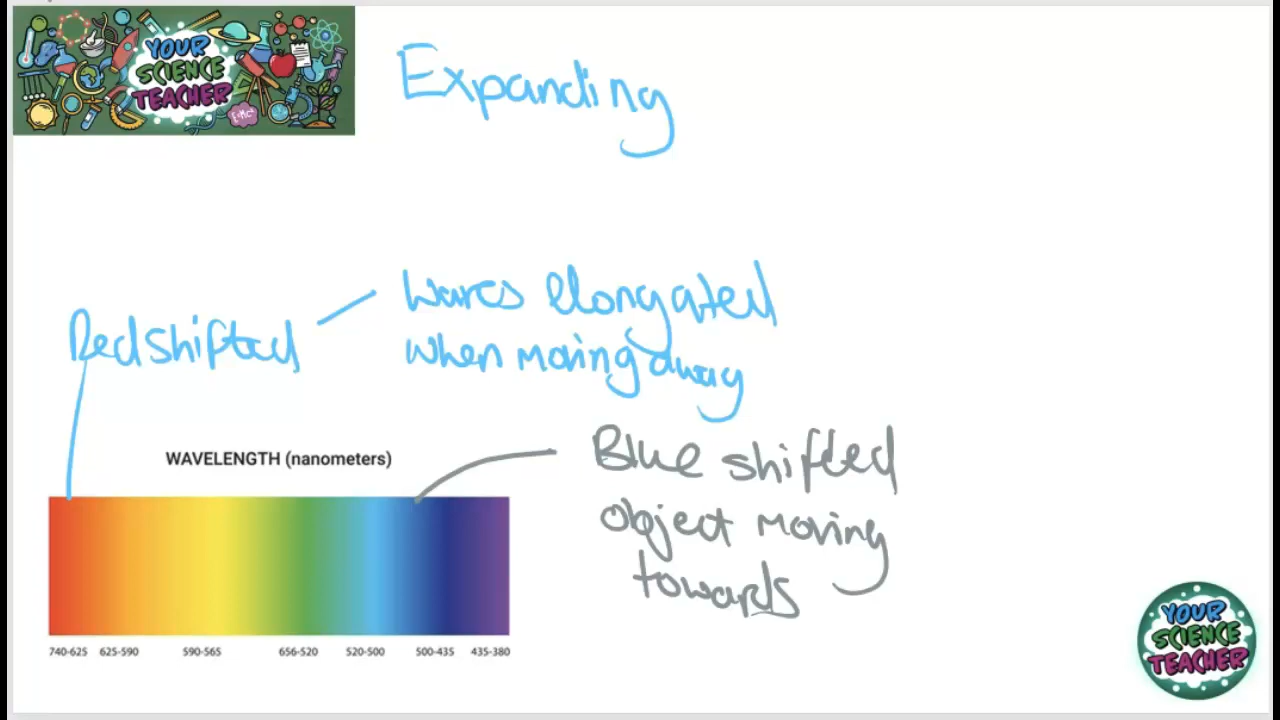 YOUR
SCIENCE
TEACHER
E=MC²
Expanding
Waves elongated
Redshifted
when moving away
Blue shifted
WAVELENGTH (nanometers)
object moving
towards
740-625 625-590 590-565 656-520 520-500 500-435 435-380
YOUR
SCIENCE
TEACHER